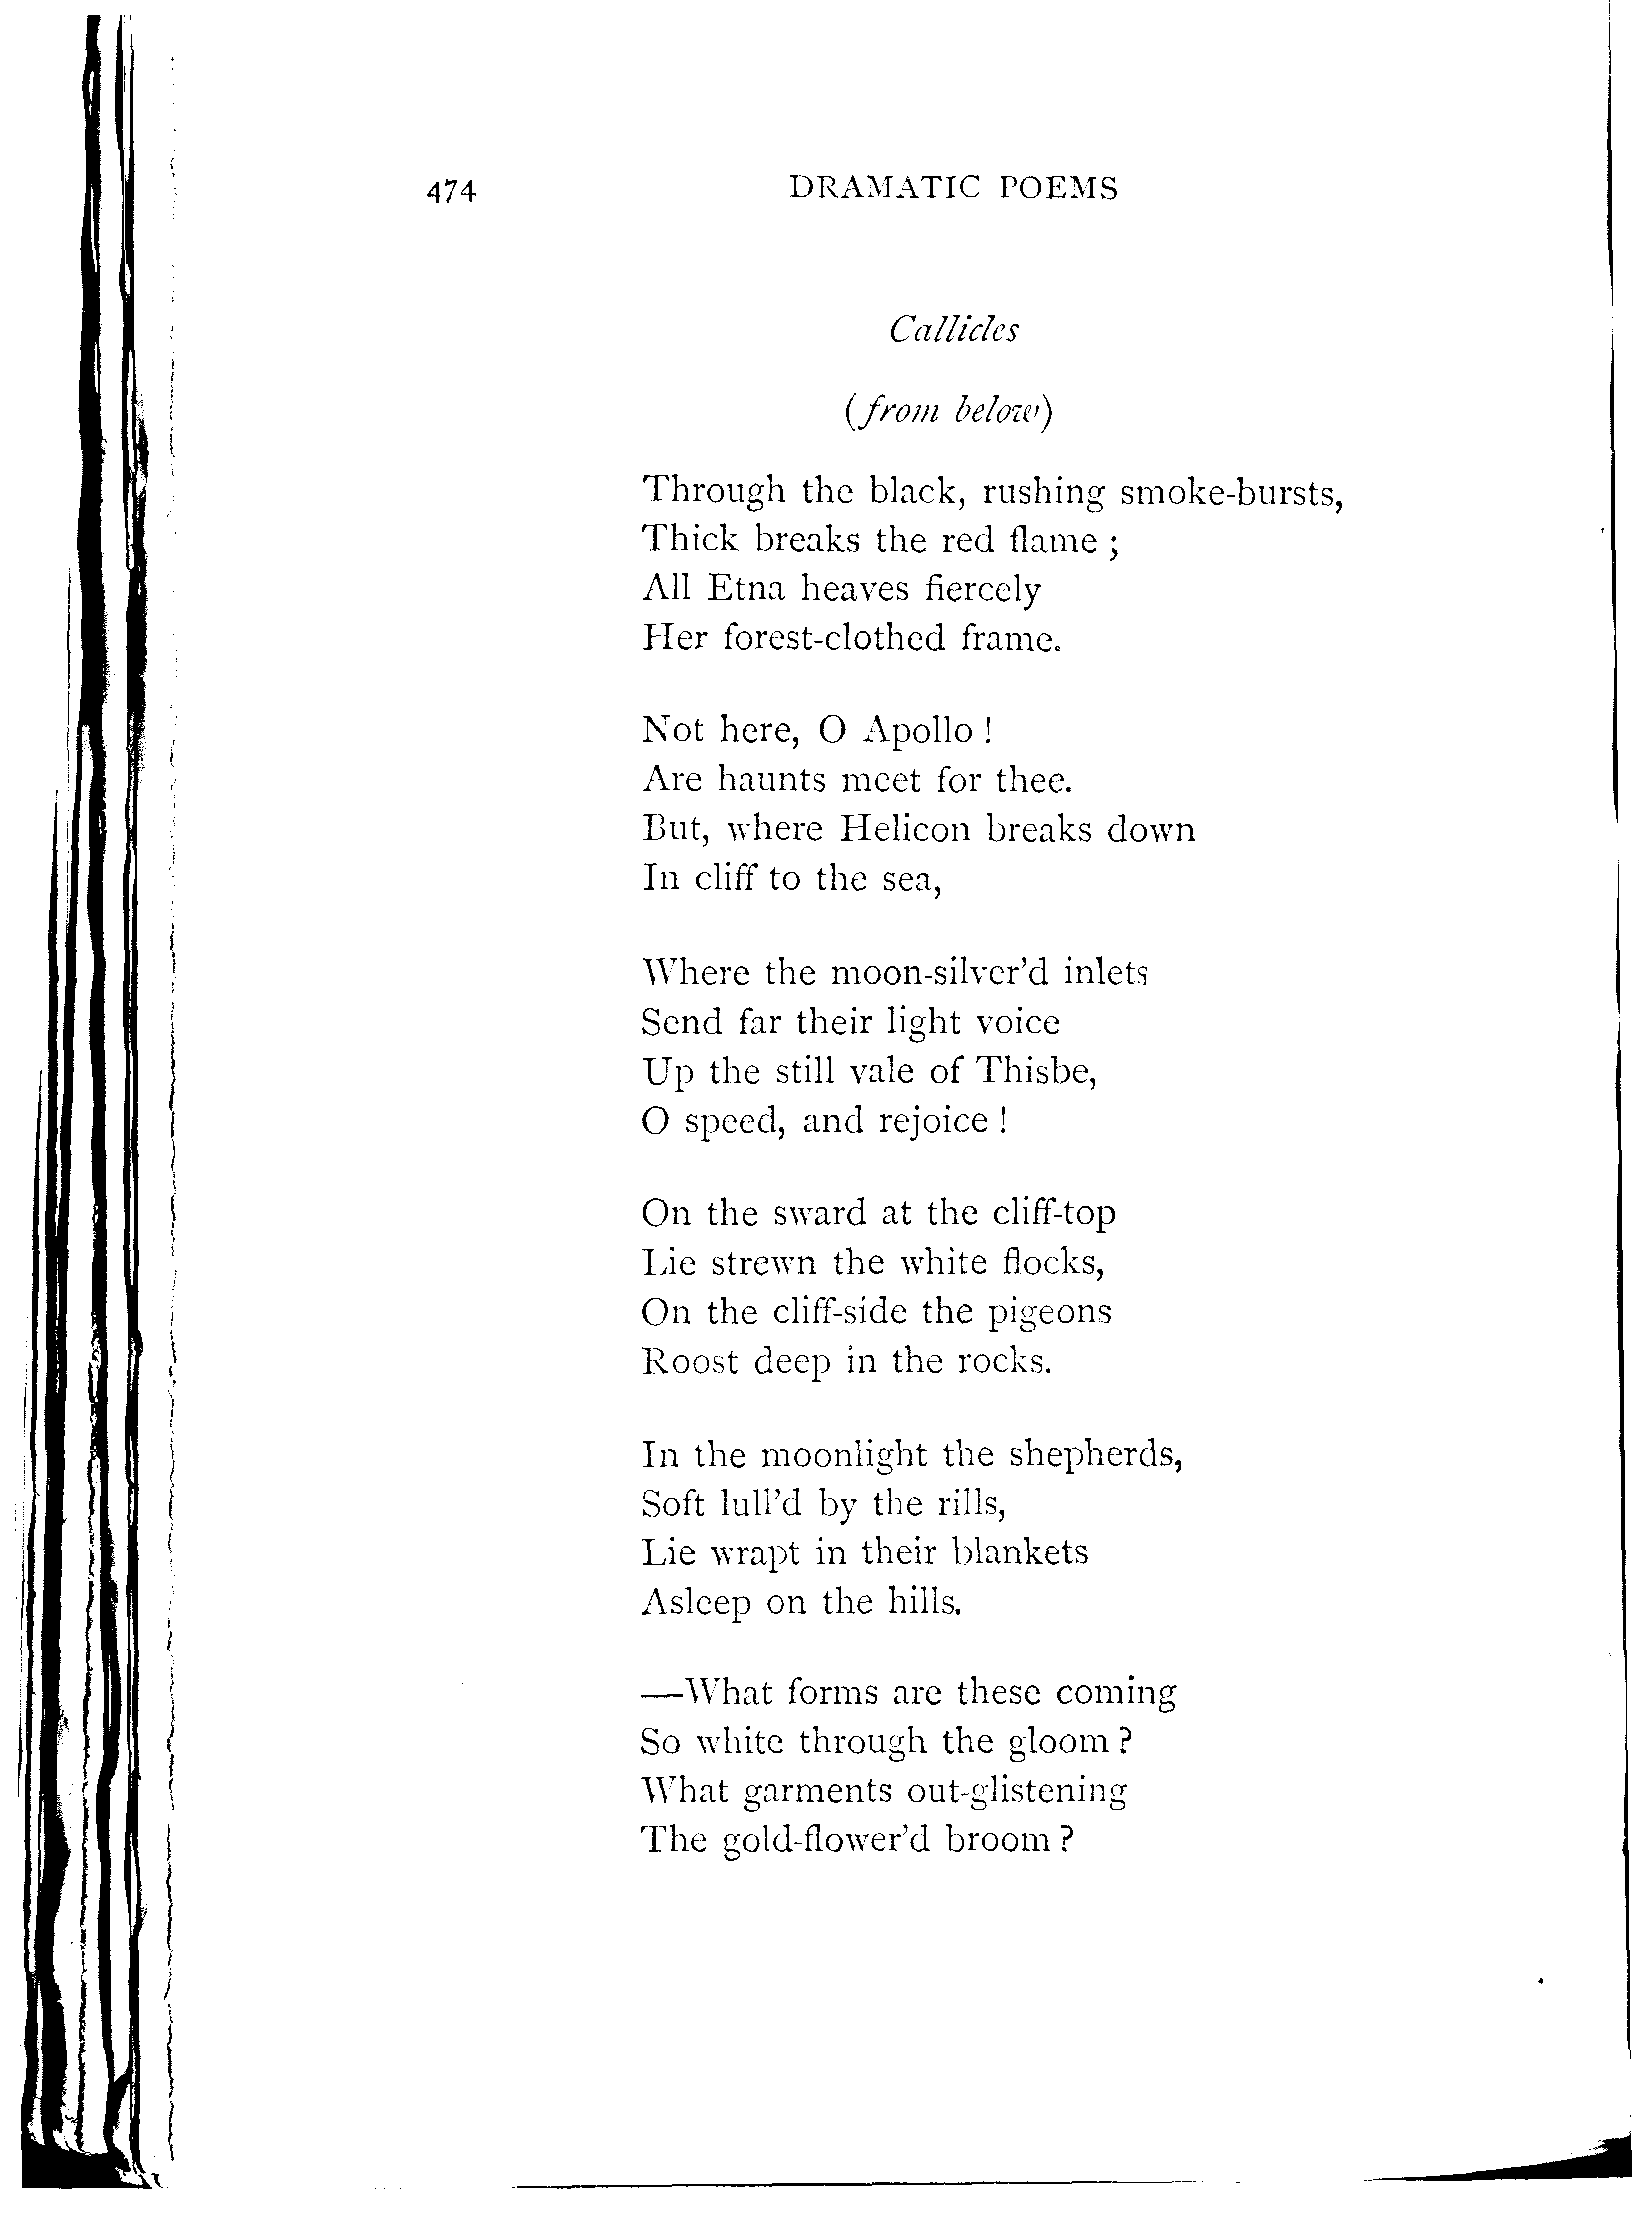 474 DRAMATIC POEMS
Callicles
(from below)
Through the black, rushing smoke-bursts,
Thick breaks the red flame ;
All Etna heaves fiercely
Her forest-clothed frame.
Not here, O Apollo !
Are haunts meet for thee.
But, where Helicon breaks down
In cliff to the sea,
Where the moon-silver’d inlets
Send far their light voice
Up the still vale of Thisbe,
O speed, and rejoice !
On the sward at the cliff-top
Lie strewn the white flocks,
On the cliff-side the pigeons
Roost deep in the rocks.
In the moonlight the shepherds,
Soft lull’d by the rills,
Lie wrapt in their blankets
Asleep on the hills.
—What forms are these coming
So white through the gloom ?
What garments out-glistening
The gold-flower’d broom ?